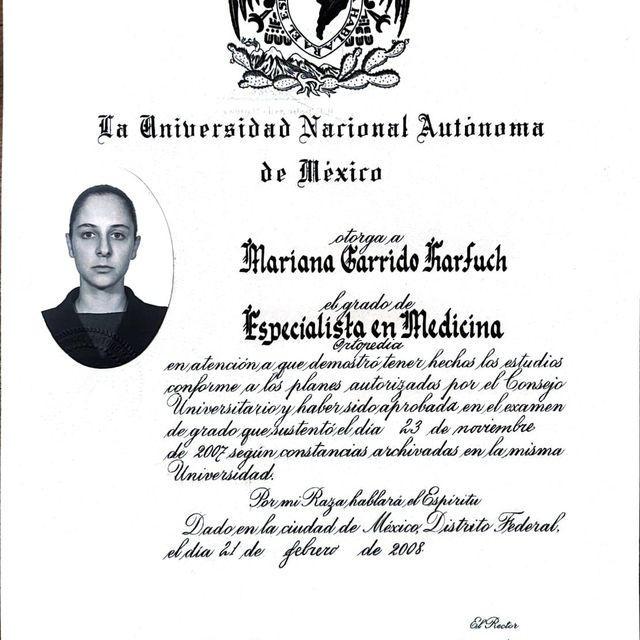 HABLARA EL ES
La Universidad Nacional Autónoma
de México
otorga a
Mariana Garrido Harfuch
el grado de
Especialista en Medicina
Ortopedia
en atención a que demostró tener hechos los estudios
conforme a los planes autorizados por el Consejo
Universitario y haber sido aprobada en el examen
de grado que sustentó el día 23 de noviembre
de 2007 según constancias archivadas en la misma
Universidad.
Por mi Raza hablará el Espíritu
Dado en la ciudad de México, Distrito Federal,
el día 21 de febrero de 2008
El Rector